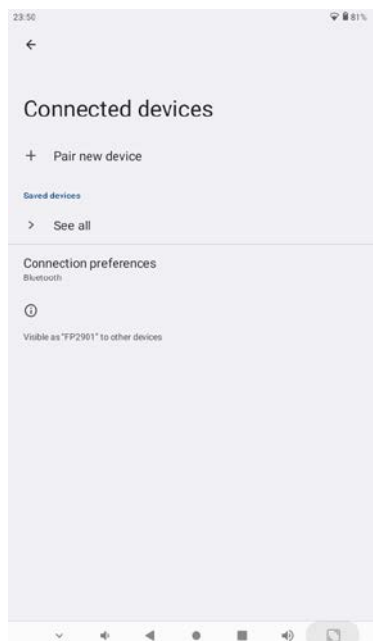 23:50
81%
Connected devices
+ Pair new device
Saved devices
> See all
Connection preferences
Bluetooth
Visible as "FP2901" to other devices